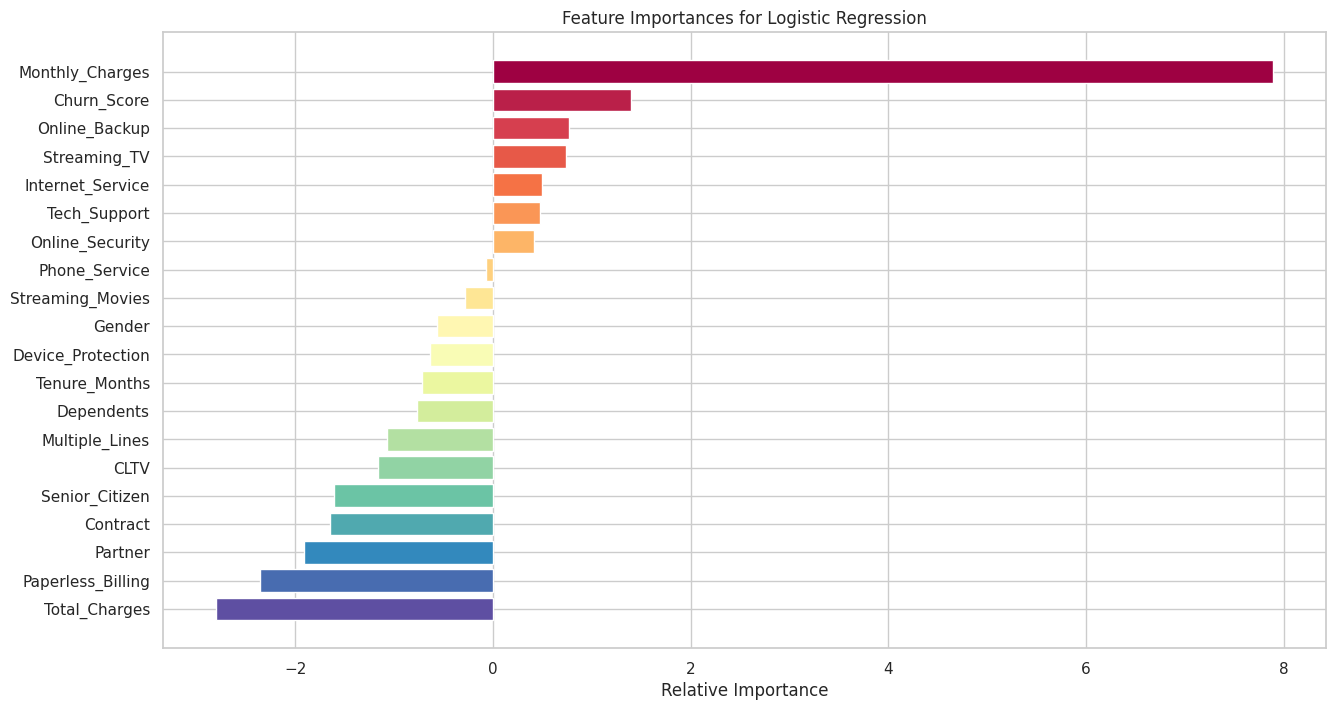 Feature Importances for Logistic Regression
Monthly_Charges
Churn_Score
Online_Backup
Streaming_TV
Internet_Service
Tech_Support
Online_Security
Phone_Service
Streaming_Movies
Gender
Device_Protection
Tenure_Months
Dependents
Multiple_Lines
CLTV
Senior_Citizen
Contract
Partner
Paperless_Billing
Total_Charges
−2 0 2 4 6 8
Relative Importance